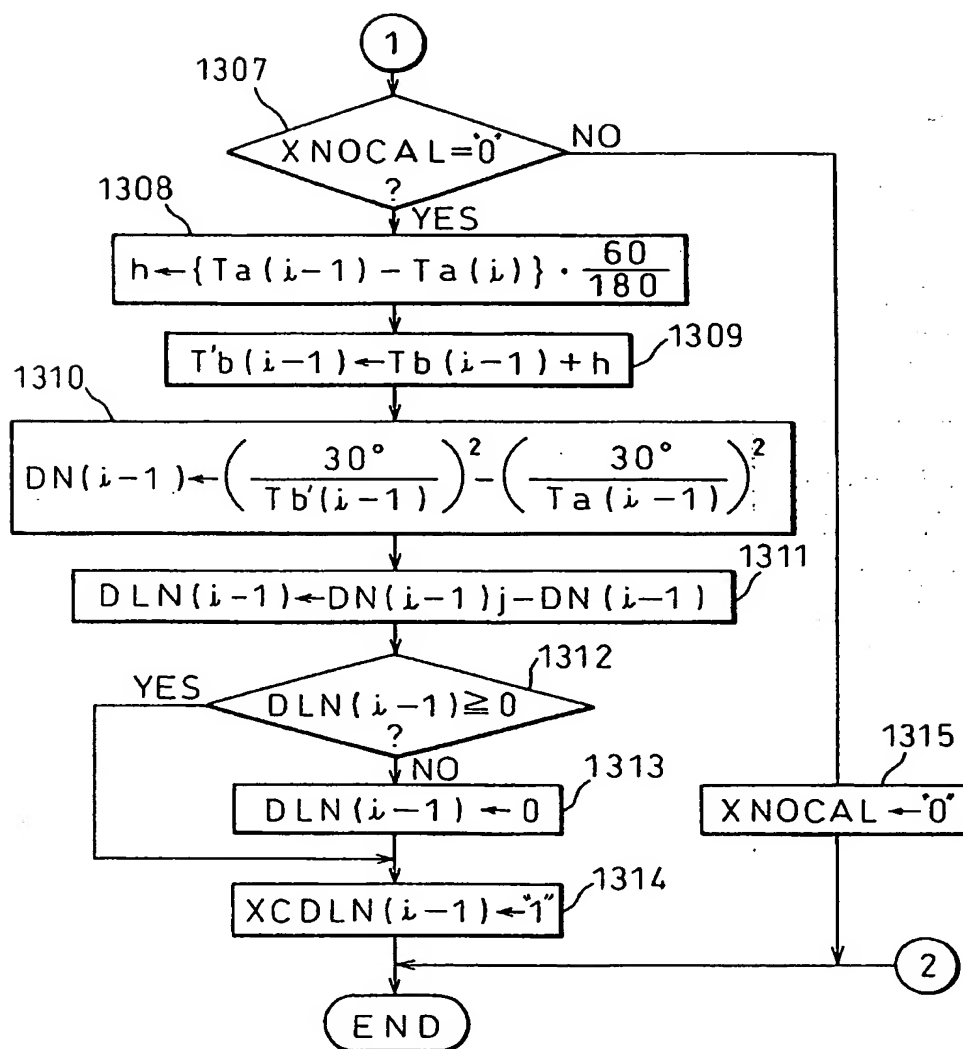 1
1307
XNOCAL="0"
?
NO
YES
1308
h←{Ta(i-1)-Ta(i)}·60/180
1309
T'b(i-1)←Tb(i-1)+h
1310
DN(i-1)←(30°/Tb'(i-1))²-(30°/Ta(i-1))²
1311
DLN(i-1)←DN(i-1)j-DN(i-1)
1312
YES
DLN(i-1)≧0
?
NO
1313
DLN(i-1)←0
1315
XNOCAL←"0"
1314
XCDLN(i-1)←"1"
2
END